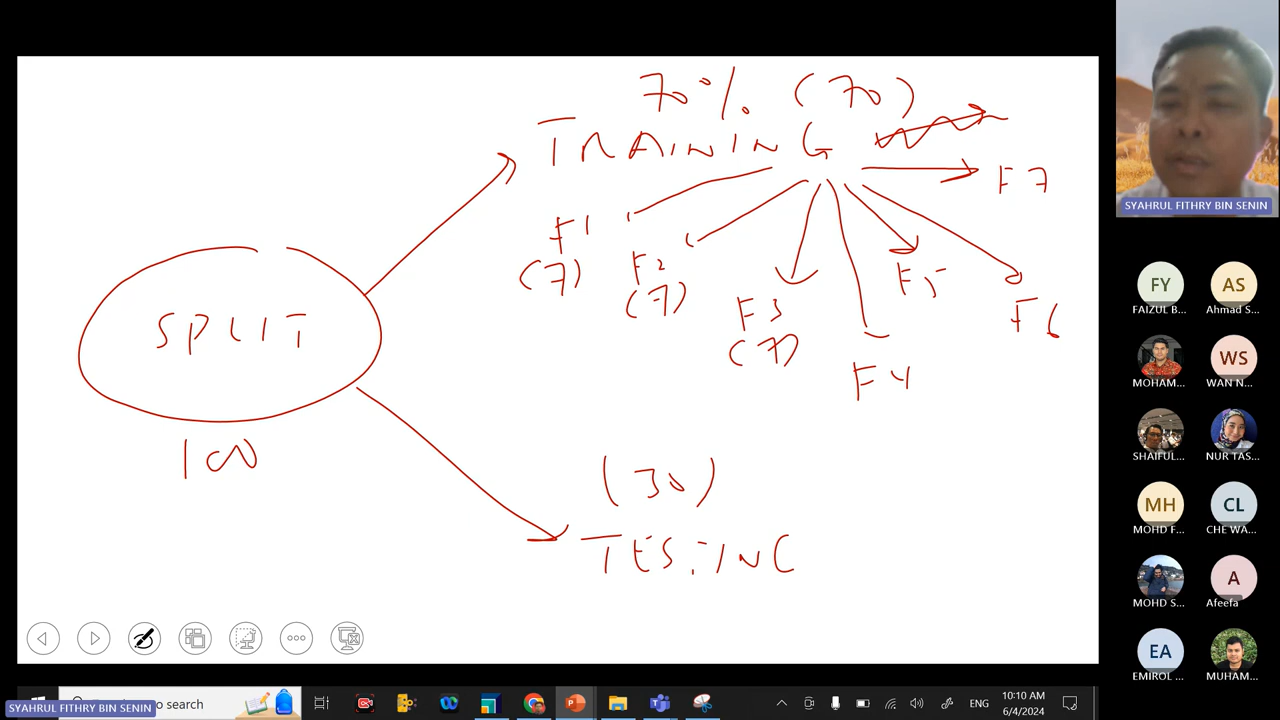 70% (70)
TRAINING
F7
F1
(7)
F2
(7)
F3
(7)
F4
F5
F6
SPLIT
100
(30)
TESTING
SYAHRUL FITHRY BIN SENIN
FY
FAIZUL B...
AS
Ahmad S...
MOHAM...
WS
WAN N...
SHAIFUL...
NUR TAS...
MH
MOHD F...
CL
CHE WA...
MOHD S...
A
Afeefa
EA
EMIROL ...
MUHAM...
SYAHRUL FITHRY BIN SENIN
to search
ENG
10:10 AM
6/4/2024